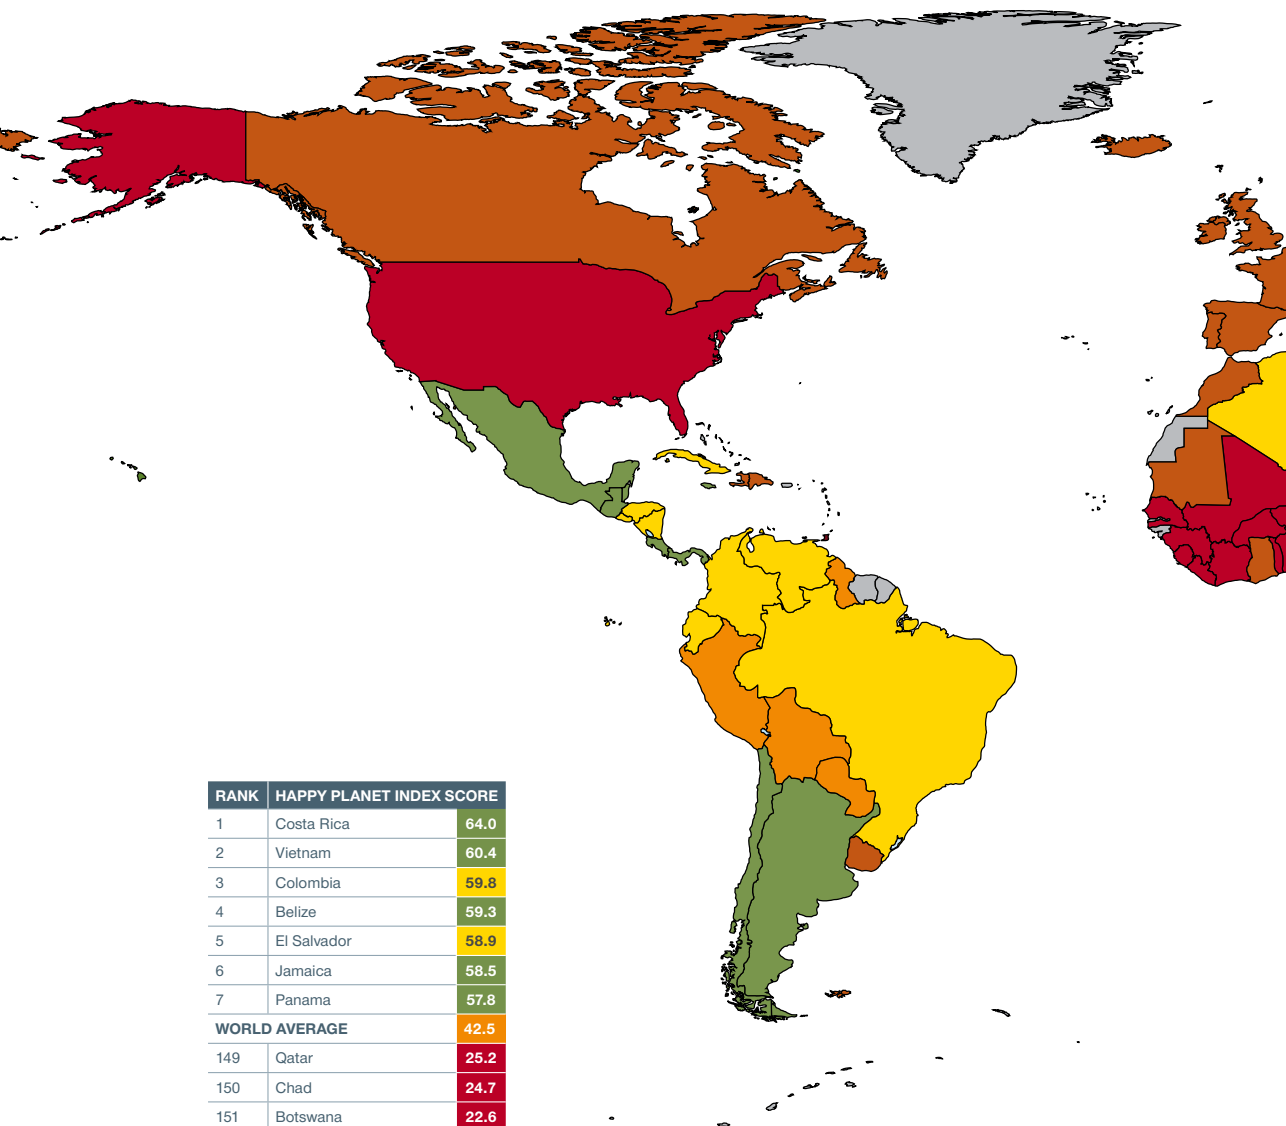 RANK HAPPY PLANET INDEX SCORE
1 Costa Rica 64.0
2 Vietnam 60.4
3 Colombia 59.8
4 Belize 59.3
5 El Salvador 58.9
6 Jamaica 58.5
7 Panama 57.8
WORLD AVERAGE 42.5
149 Qatar 25.2
150 Chad 24.7
151 Botswana 22.6